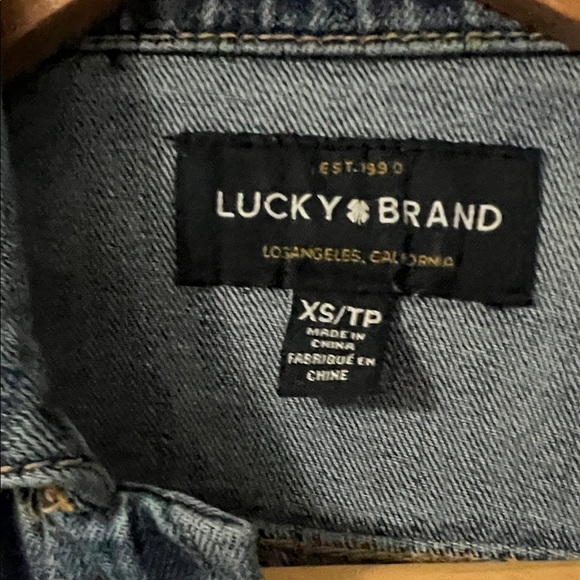 EST. 1990
LUCKY BRAND
LOS ANGELES, CALIFORNIA
XS/TP
MADE IN
CHINA
FABRIQUÉ EN
CHINE